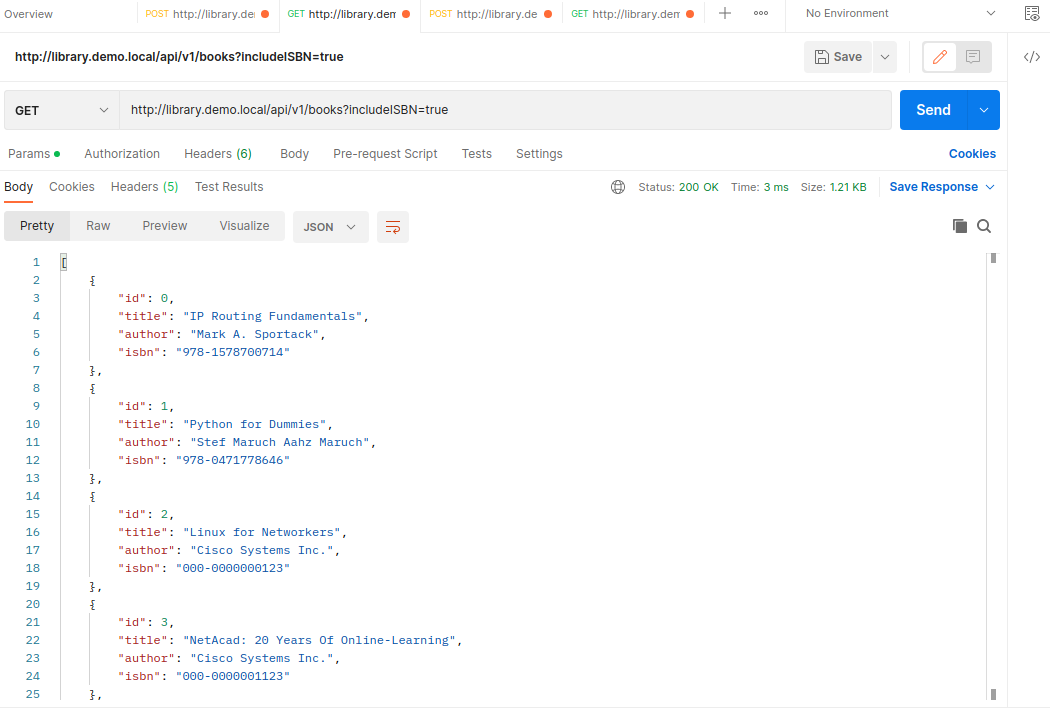 Overview POST http://library.de GET http://library.dem POST http://library.de GET http://library.dem No Environment
http://library.demo.local/api/v1/books?includeISBN=true Save </>
GET http://library.demo.local/api/v1/books?includeISBN=true Send
Params Authorization Headers (6) Body Pre-request Script Tests Settings Cookies
Body Cookies Headers (5) Test Results Status: 200 OK Time: 3 ms Size: 1.21 KB Save Response
Pretty Raw Preview Visualize JSON
1 [
2 {
3 "id": 0,
4 "title": "IP Routing Fundamentals",
5 "author": "Mark A. Sportack",
6 "isbn": "978-1578700714"
7 },
8 {
9 "id": 1,
10 "title": "Python for Dummies",
11 "author": "Stef Maruch Aahz Maruch",
12 "isbn": "978-0471778646"
13 },
14 {
15 "id": 2,
16 "title": "Linux for Networkers",
17 "author": "Cisco Systems Inc.",
18 "isbn": "000-0000000123"
19 },
20 {
21 "id": 3,
22 "title": "NetAcad: 20 Years Of Online-Learning",
23 "author": "Cisco Systems Inc.",
24 "isbn": "000-0000001123"
25 },